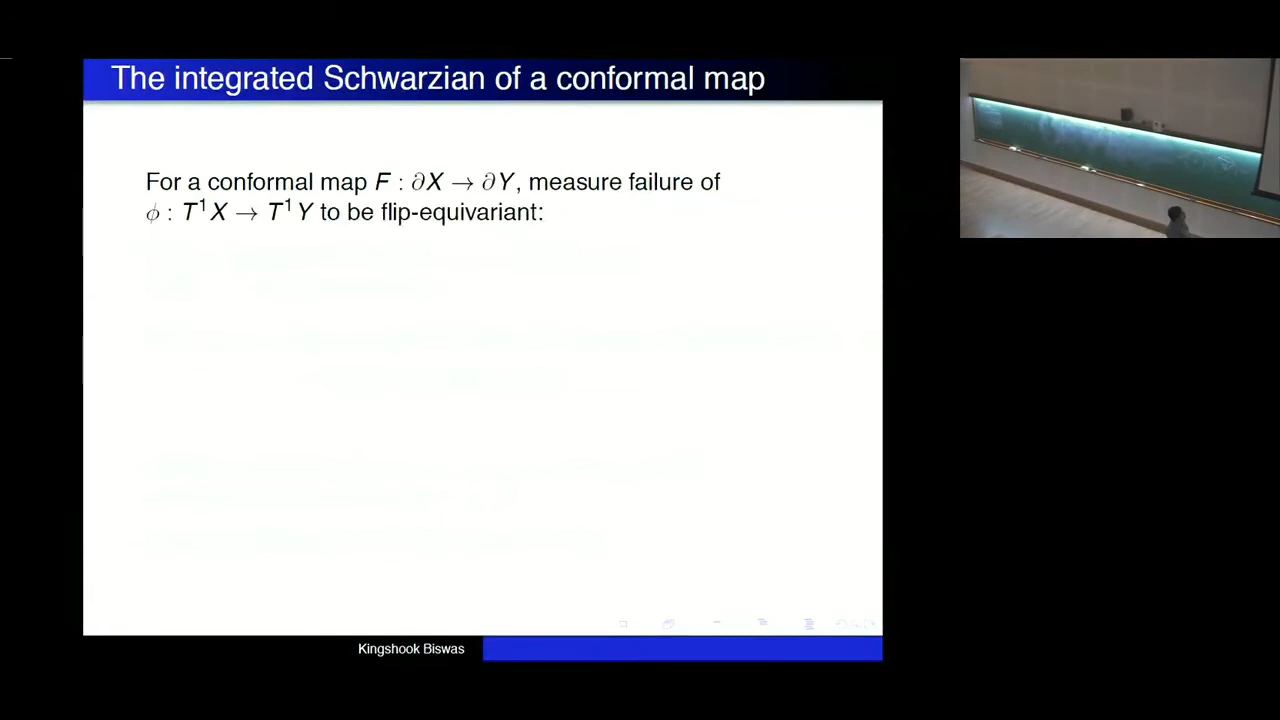 The integrated Schwarzian of a conformal map
For a conformal map F : ∂X → ∂Y, measure failure of
ϕ : T¹X → T¹Y to be flip-equivariant:
Kingshook Biswas